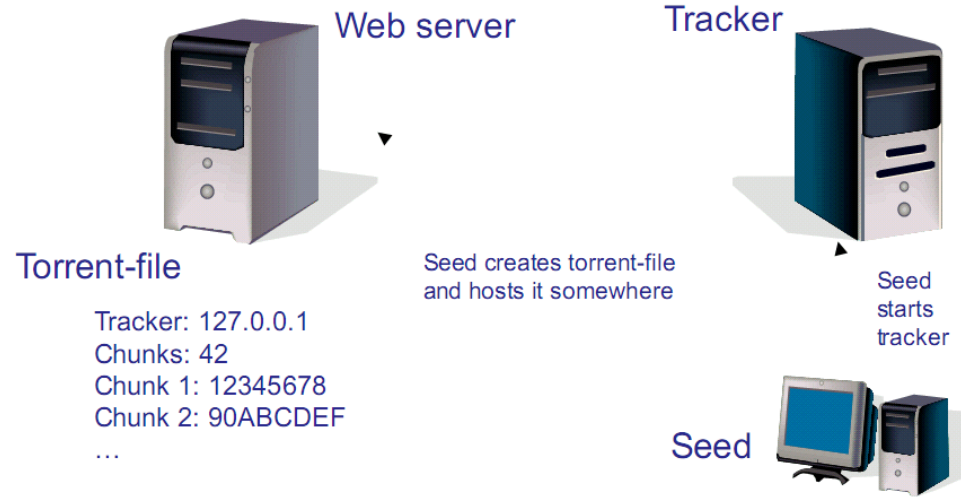 Web server
Tracker
Torrent-file
Tracker: 127.0.0.1
Chunks: 42
Chunk 1: 12345678
Chunk 2: 90ABCDEF
…
Seed creates torrent-file
and hosts it somewhere
Seed
starts
tracker
Seed